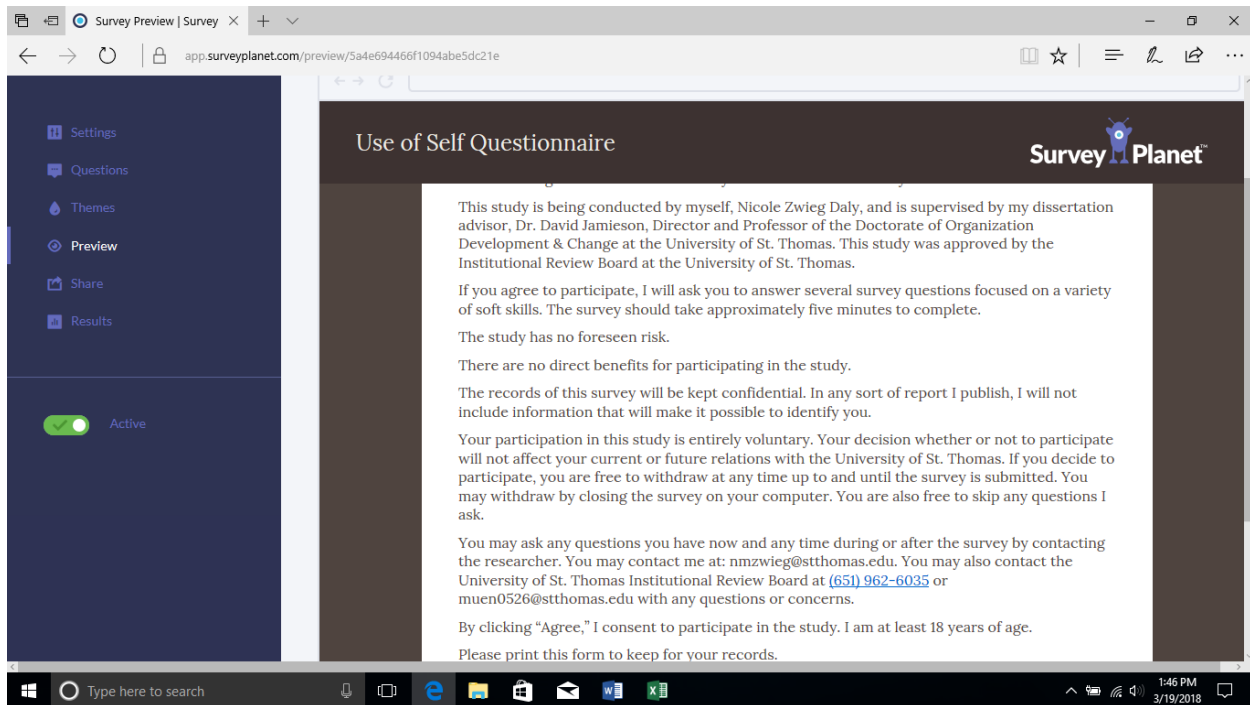 Survey Preview | Survey
app.surveyplanet.com/preview/5a4e694466f1094abe5dc21e
Settings
Questions
Themes
Preview
Share
Results
Active
Use of Self Questionnaire
Survey Planet™
This study is being conducted by myself, Nicole Zwieg Daly, and is supervised by my dissertation
advisor, Dr. David Jamieson, Director and Professor of the Doctorate of Organization
Development & Change at the University of St. Thomas. This study was approved by the
Institutional Review Board at the University of St. Thomas.
If you agree to participate, I will ask you to answer several survey questions focused on a variety
of soft skills. The survey should take approximately five minutes to complete.
The study has no foreseen risk.
There are no direct benefits for participating in the study.
The records of this survey will be kept confidential. In any sort of report I publish, I will not
include information that will make it possible to identify you.
Your participation in this study is entirely voluntary. Your decision whether or not to participate
will not affect your current or future relations with the University of St. Thomas. If you decide to
participate, you are free to withdraw at any time up to and until the survey is submitted. You
may withdraw by closing the survey on your computer. You are also free to skip any questions I
ask.
You may ask any questions you have now and any time during or after the survey by contacting
the researcher. You may contact me at: nmzwieg@stthomas.edu. You may also contact the
University of St. Thomas Institutional Review Board at (651) 962-6035 or
muen0526@stthomas.edu with any questions or concerns.
By clicking “Agree,” I consent to participate in the study. I am at least 18 years of age.
Please print this form to keep for your records.
Type here to search
1:46 PM
3/19/2018